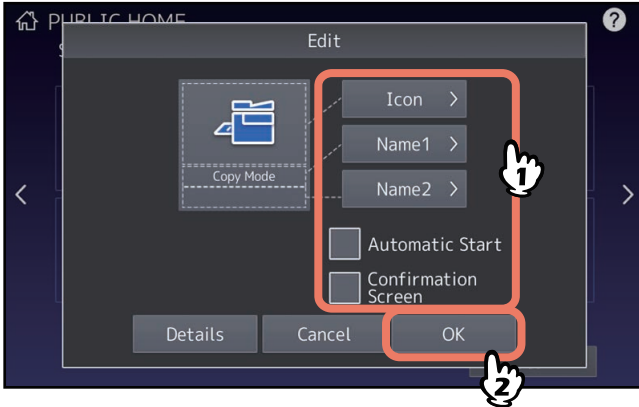 PUBLIC HOME
?
Edit
Icon >
Name1 >
Copy Mode
Name2 >
1
Automatic Start
Confirmation
Screen
Details
Cancel
OK
2